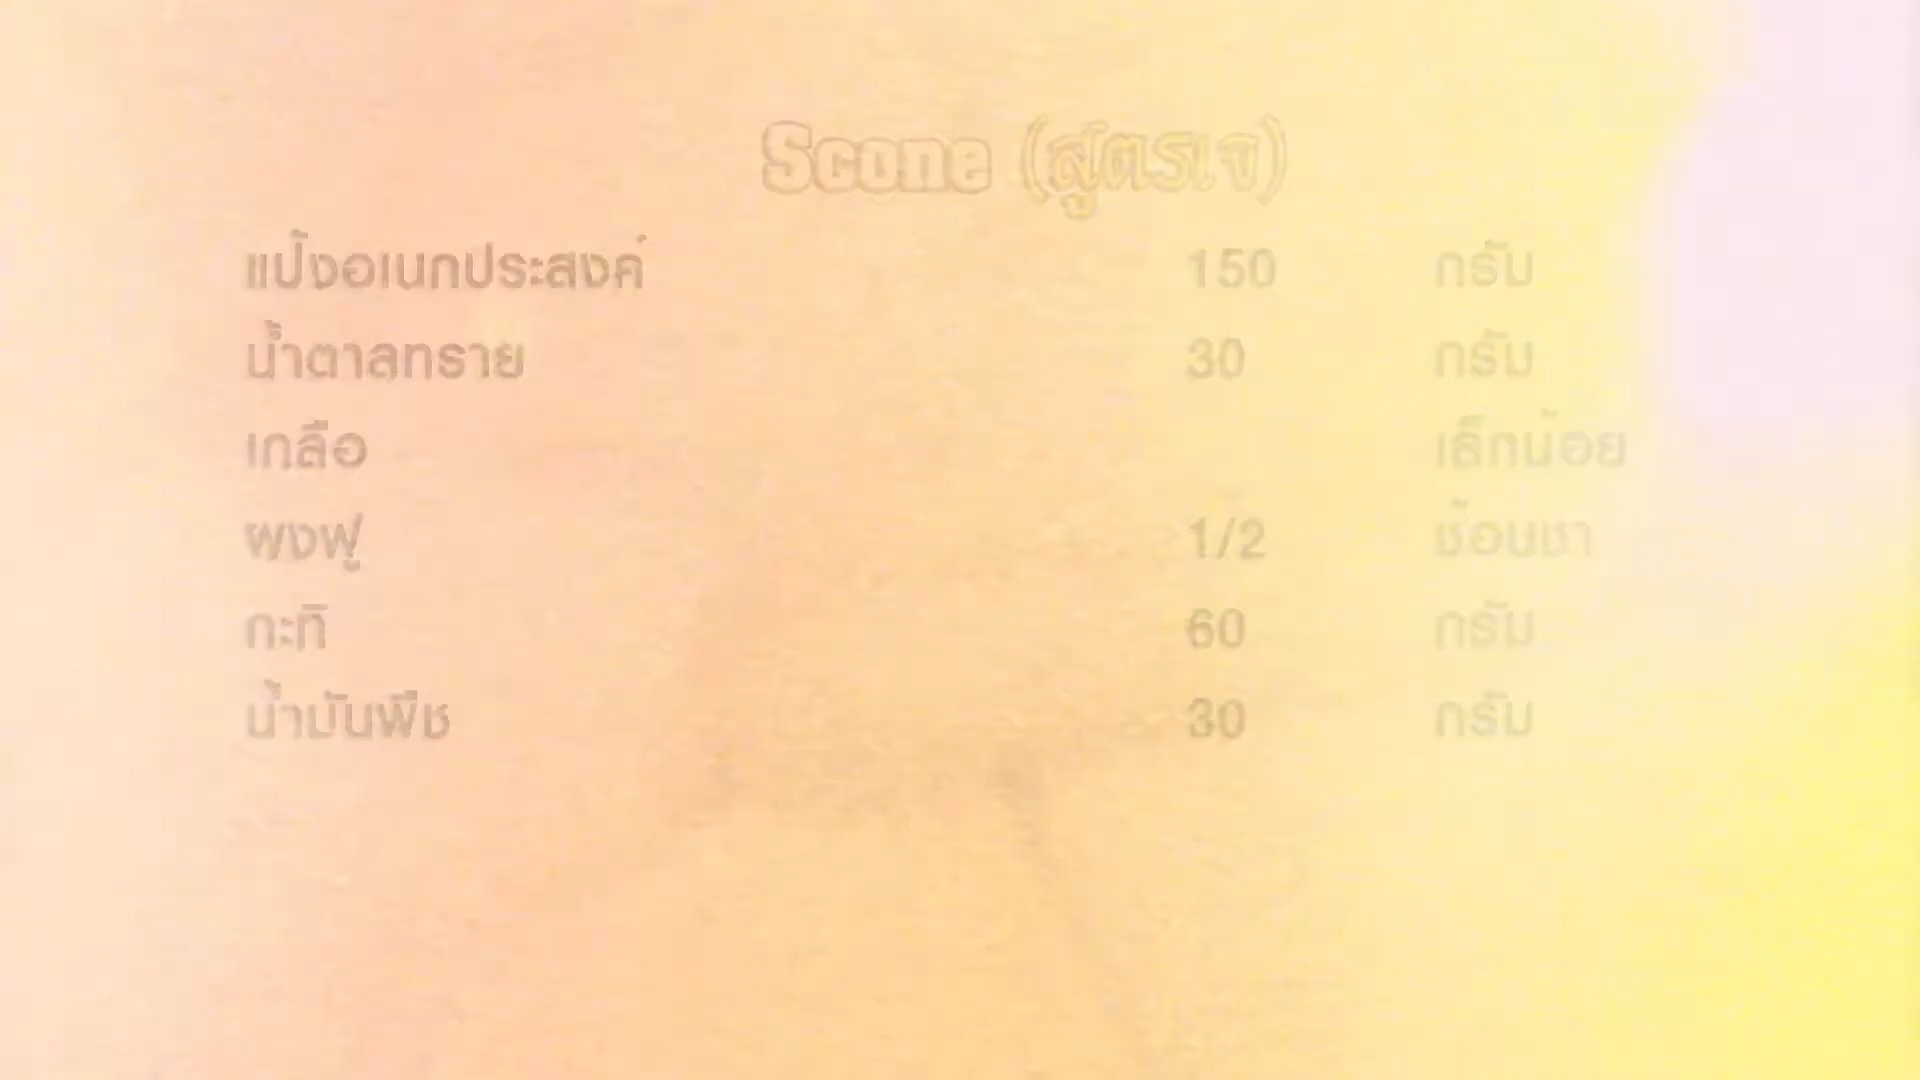 Scone (สูตรเจ)
แป้งอเนกประสงค์ 150 กรัม
น้ำตาลทราย 30 กรัม
เกลือ เล็กน้อย
ผงฟู 1/2 ช้อนชา
กะทิ 60 กรัม
น้ำมันพืช 30 กรัม